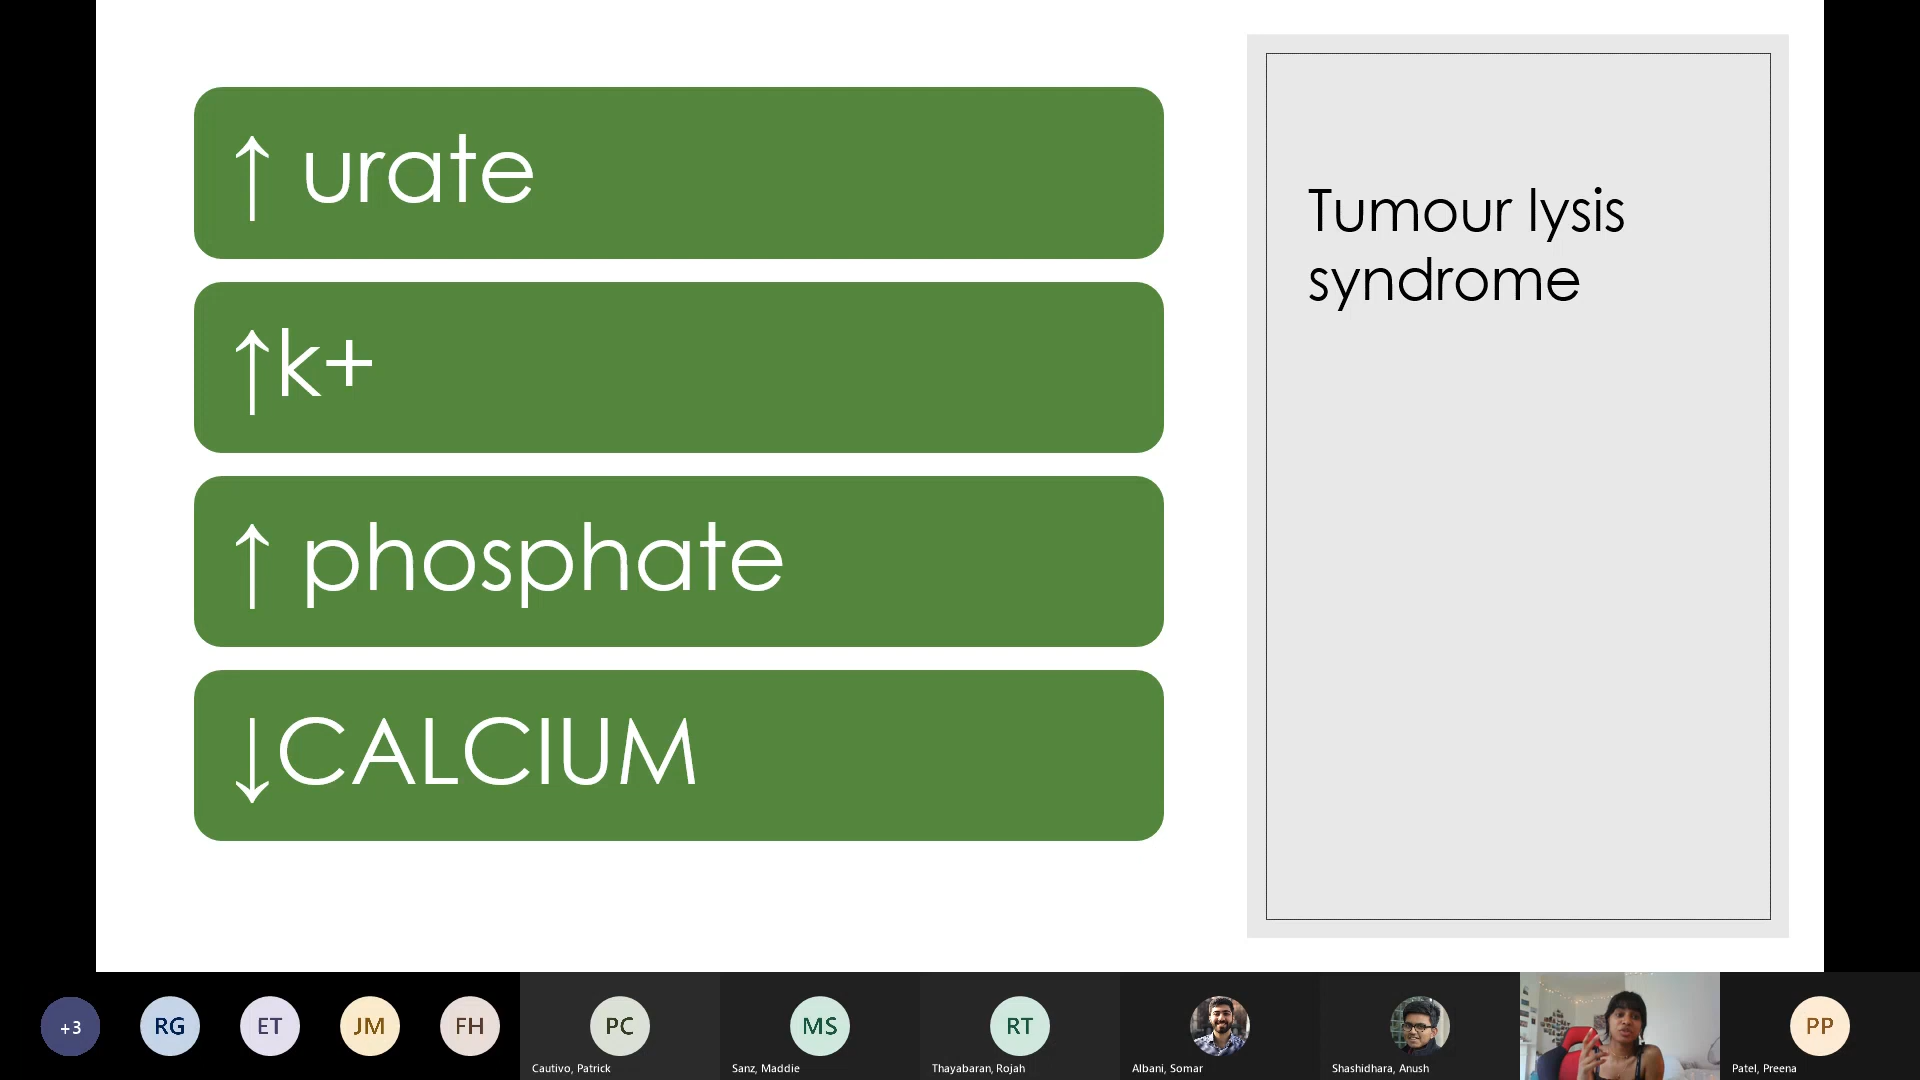 ↑ urate
↑k+
↑ phosphate
↓CALCIUM
Tumour lysis
syndrome
+3
RG
ET
JM
FH
PC
MS
RT
PP
Cautivo, Patrick
Sanz, Maddie
Thayabaran, Rojah
Albani, Somar
Shashidhara, Anush
Patel, Preena